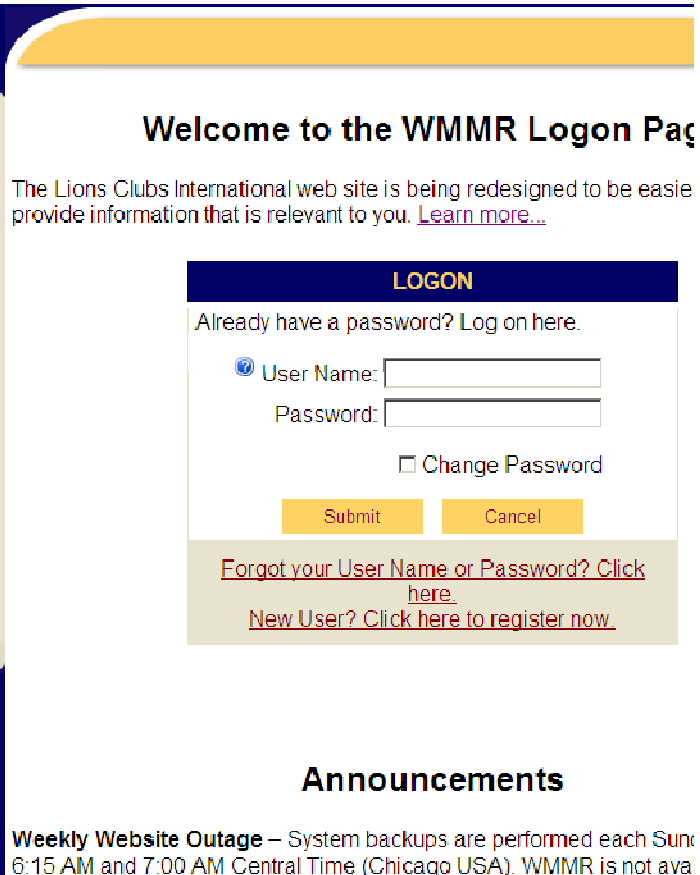 Welcome to the WMMR Logon Pag
The Lions Clubs International web site is being redesigned to be easie
provide information that is relevant to you. Learn more...
LOGON
Already have a password? Log on here.
User Name:
Password:
Change Password
Submit Cancel
Forgot your User Name or Password? Click
here.
New User? Click here to register now.
Announcements
Weekly Website Outage – System backups are performed each Sund
6:15 AM and 7:00 AM Central Time (Chicago USA). WMMR is not avai